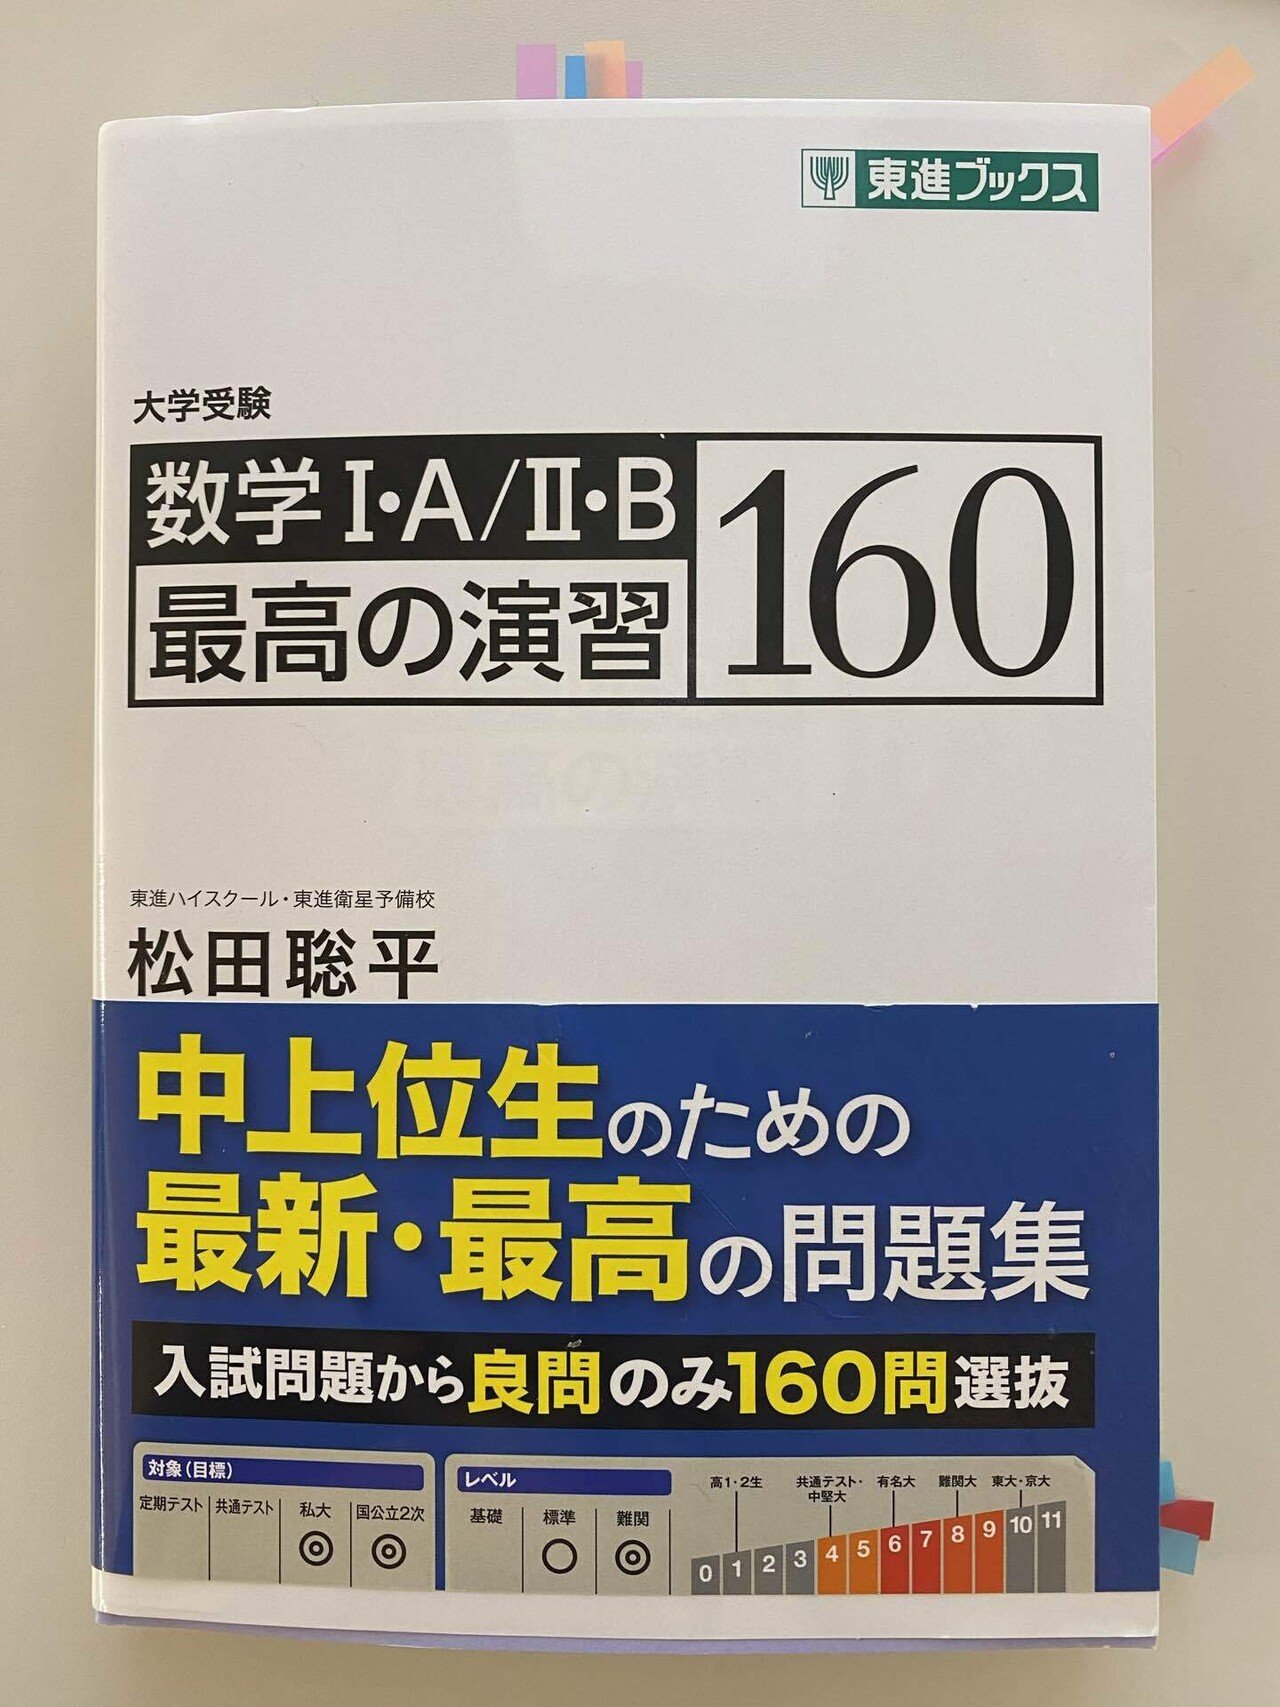 東進ブックス
大学受験
数学Ⅰ・A/Ⅱ・B
最高の演習
160
東進ハイスクール・東進衛星予備校
松田聡平
中上位生のための
最新・最高の問題集
入試問題から良問のみ160問選抜
対象(目標)
定期テスト 共通テスト 私大 国公立2次
◎ ◎
レベル
基礎 標準 難関
○ ◎
高1・2生 共通テスト・ 有名大 難関大 東大・京大
中堅大
0 1 2 3 4 5 6 7 8 9 10 11